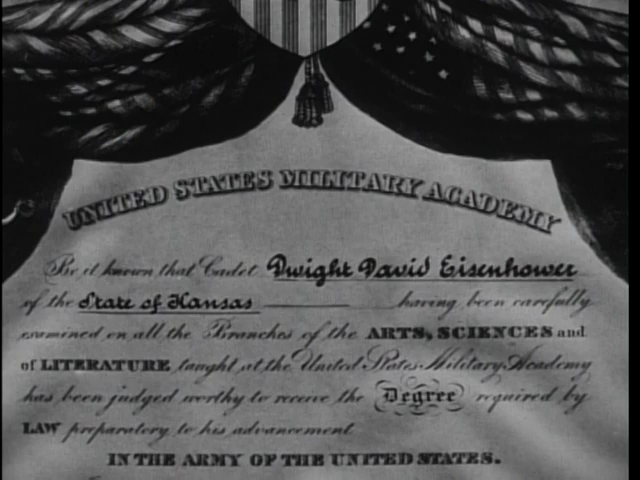 UNITED STATES MILITARY ACADEMY
Be it known that Cadet Dwight David Eisenhower
of the State of Kansas having been carefully
examined on all the Branches of the ARTS, SCIENCES and
of LITERATURE taught at the United States Military Academy
has been judged worthy to receive the Degree required by
LAW preparatory to his advancement
IN THE ARMY OF THE UNITED STATES.